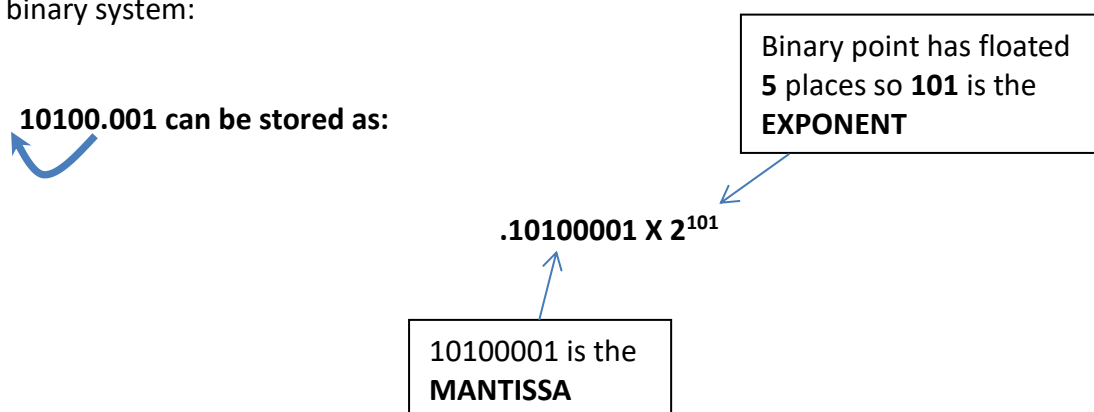 binary system:
Binary point has floated
5 places so 101 is the
EXPONENT
10100.001 can be stored as:
.10100001 X 2¹⁰¹
10100001 is the
MANTISSA